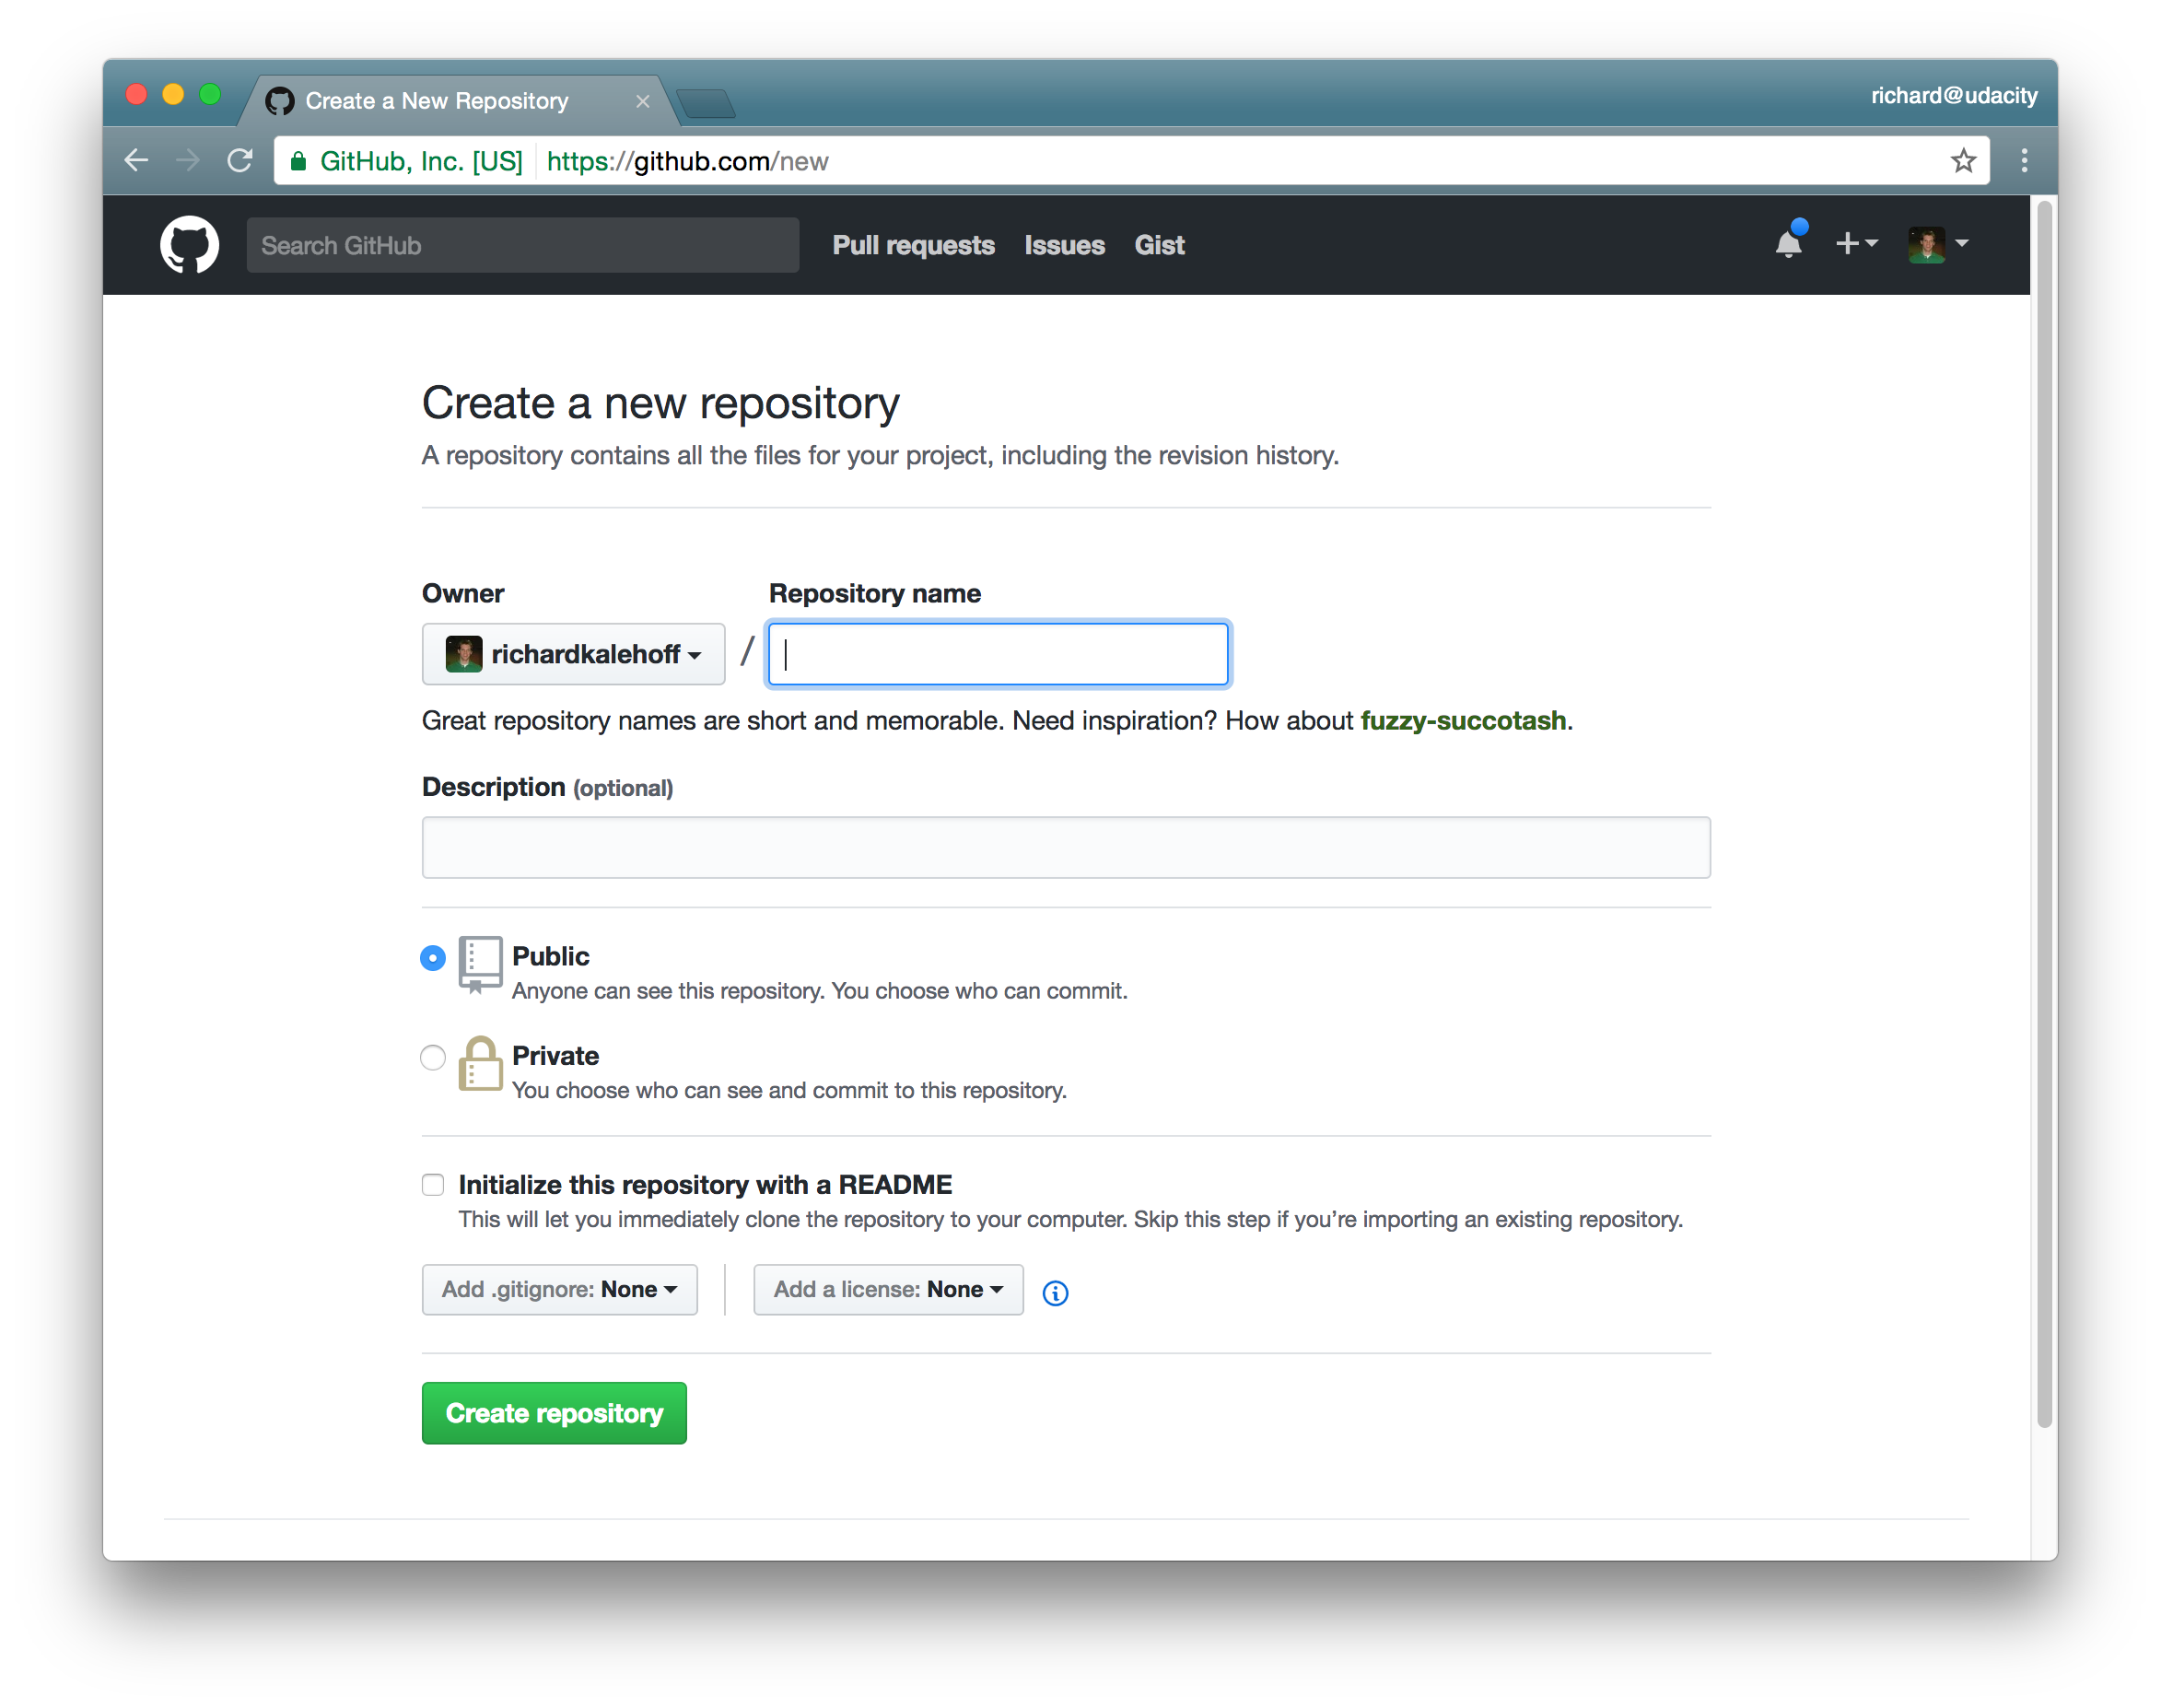 Create a New Repository
richard@udacity
GitHub, Inc. [US] https://github.com/new
Search GitHub Pull requests Issues Gist
Create a new repository
A repository contains all the files for your project, including the revision history.
Owner Repository name
richardkalehoff /
Great repository names are short and memorable. Need inspiration? How about fuzzy-succotash.
Description (optional)
Public
Anyone can see this repository. You choose who can commit.
Private
You choose who can see and commit to this repository.
Initialize this repository with a README
This will let you immediately clone the repository to your computer. Skip this step if you’re importing an existing repository.
Add .gitignore: None Add a license: None
Create repository